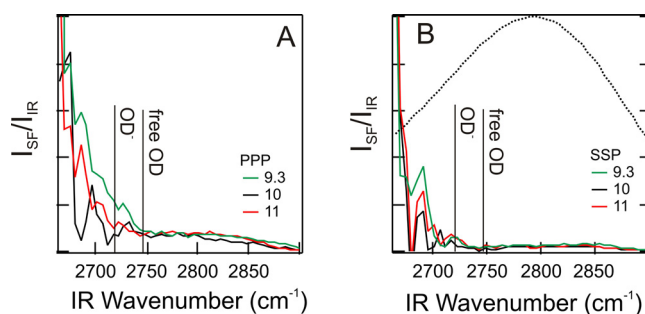 A
I_SF/I_IR
OD⁻
free OD
PPP
9.3
10
11
2700 2750 2800 2850
IR Wavenumber (cm⁻¹)
B
I_SF/I_IR
OD⁻
free OD
SSP
9.3
10
11
2700 2750 2800 2850
IR Wavenumber (cm⁻¹)